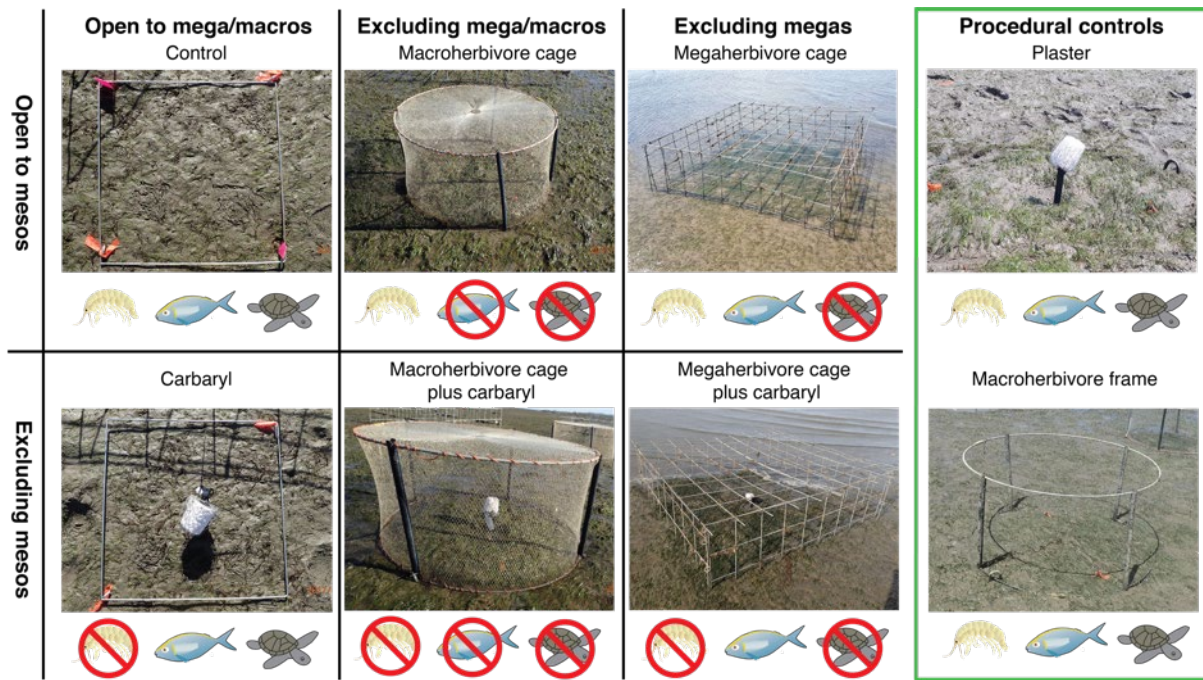 Open to mega/macros
Control
Excluding mega/macros
Macroherbivore cage
Excluding megas
Megaherbivore cage
Procedural controls
Plaster
Open to mesos
Carbaryl
Macroherbivore cage
plus carbaryl
Megaherbivore cage
plus carbaryl
Macroherbivore frame
Excluding mesos